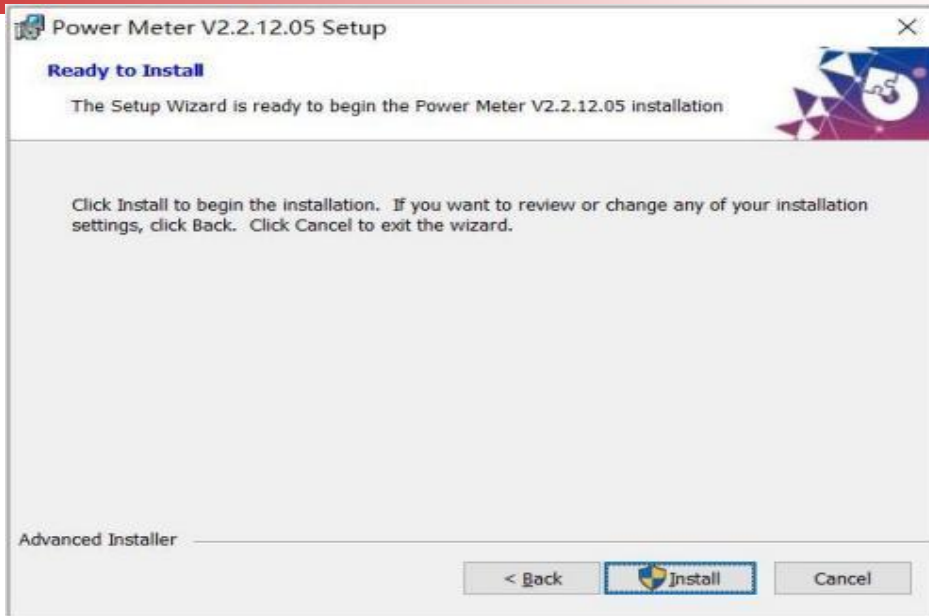 Power Meter V2.2.12.05 Setup
Ready to Install
The Setup Wizard is ready to begin the Power Meter V2.2.12.05 installation
Click Install to begin the installation. If you want to review or change any of your installation
settings, click Back. Click Cancel to exit the wizard.
Advanced Installer
< Back
Install
Cancel